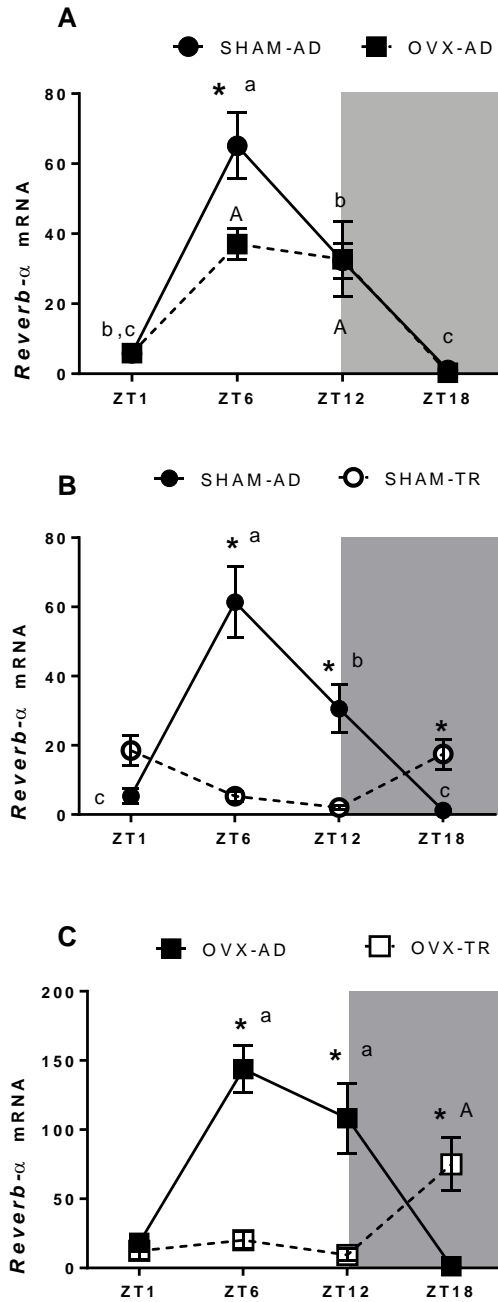 A
SHAM-AD OVX-AD
80
60
40
20
0
Reverb-α mRNA
* a
A
b
A
b,c
c
ZT1 ZT6 ZT12 ZT18
B
SHAM-AD SHAM-TR
80
60
40
20
0
Reverb-α mRNA
* a
* b
*
c
c
ZT1 ZT6 ZT12 ZT18
C
OVX-AD OVX-TR
200
150
100
50
0
Reverb-α mRNA
* a
* a
* A
ZT1 ZT6 ZT12 ZT18